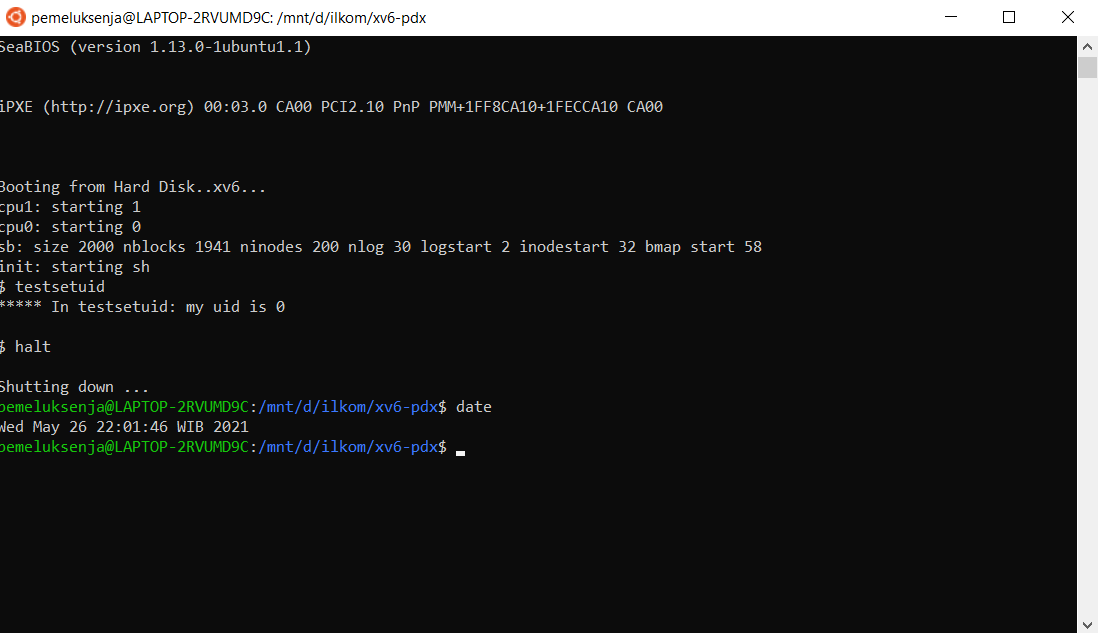 pemeluksenja@LAPTOP-2RVUMD9C: /mnt/d/ilkom/xv6-pdx
SeaBIOS (version 1.13.0-1ubuntu1.1)
iPXE (http://ipxe.org) 00:03.0 CA00 PCI2.10 PnP PMM+1FF8CA10+1FECCA10 CA00
Booting from Hard Disk..xv6...
cpu1: starting 1
cpu0: starting 0
sb: size 2000 nblocks 1941 ninodes 200 nlog 30 logstart 2 inodestart 32 bmap start 58
init: starting sh
$ testsetuid
***** In testsetuid: my uid is 0
$ halt
Shutting down ...
pemeluksenja@LAPTOP-2RVUMD9C:/mnt/d/ilkom/xv6-pdx$ date
Wed May 26 22:01:46 WIB 2021
pemeluksenja@LAPTOP-2RVUMD9C:/mnt/d/ilkom/xv6-pdx$